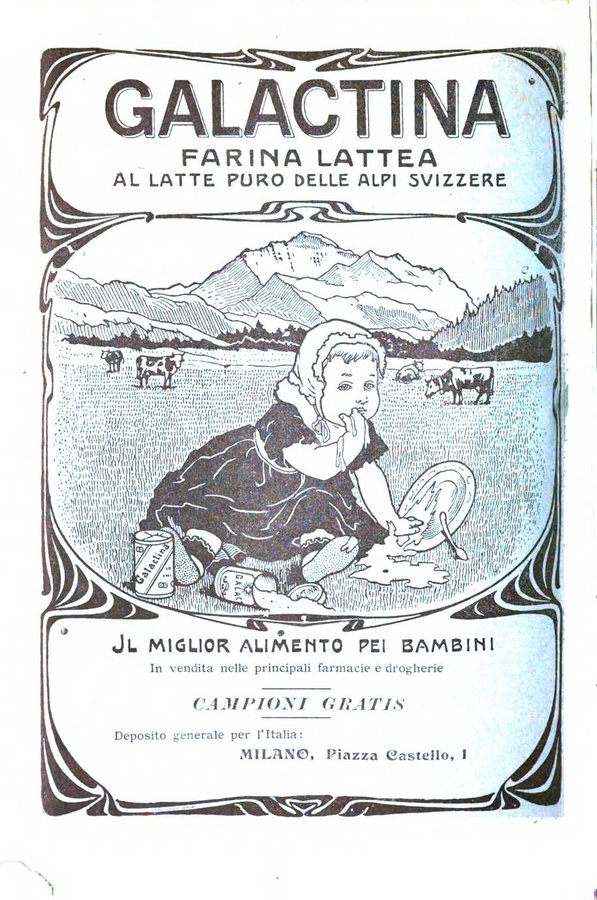 GALACTINA
FARINA LATTEA
AL LATTE PURO DELLE ALPI SVIZZERE
Galactina
GALAC
JL MIGLIOR ALIMENTO PEI BAMBINI
In vendita nelle principali farmacie e drogherie
CAMPIONI GRATIS
Deposito generale per l'Italia:
MILANO, Piazza Castello, 1